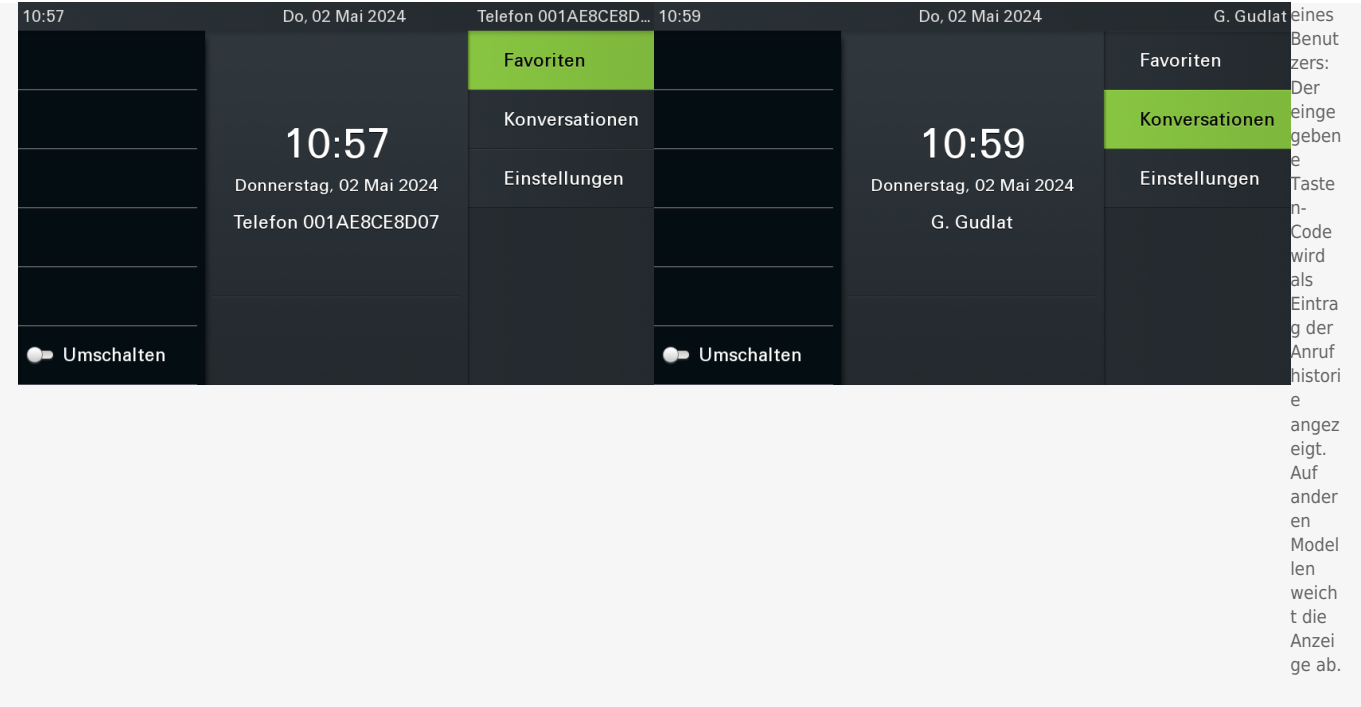 10:57 Do, 02 Mai 2024 Telefon 001AE8CE8D...
Favoriten
Konversationen
10:57
Einstellungen
Donnerstag, 02 Mai 2024
Telefon 001AE8CE8D07
Umschalten
10:59 Do, 02 Mai 2024 G. Gudlat
Favoriten
Konversationen
10:59
Einstellungen
Donnerstag, 02 Mai 2024
G. Gudlat
Umschalten
eines
Benut
zers:
Der
einge
geben
e
Taste
n-
Code
wird
als
Eintra
g der
Anruf
histori
e
angez
eigt.
Auf
ander
en
Model
len
weich
t die
Anzei
ge ab.